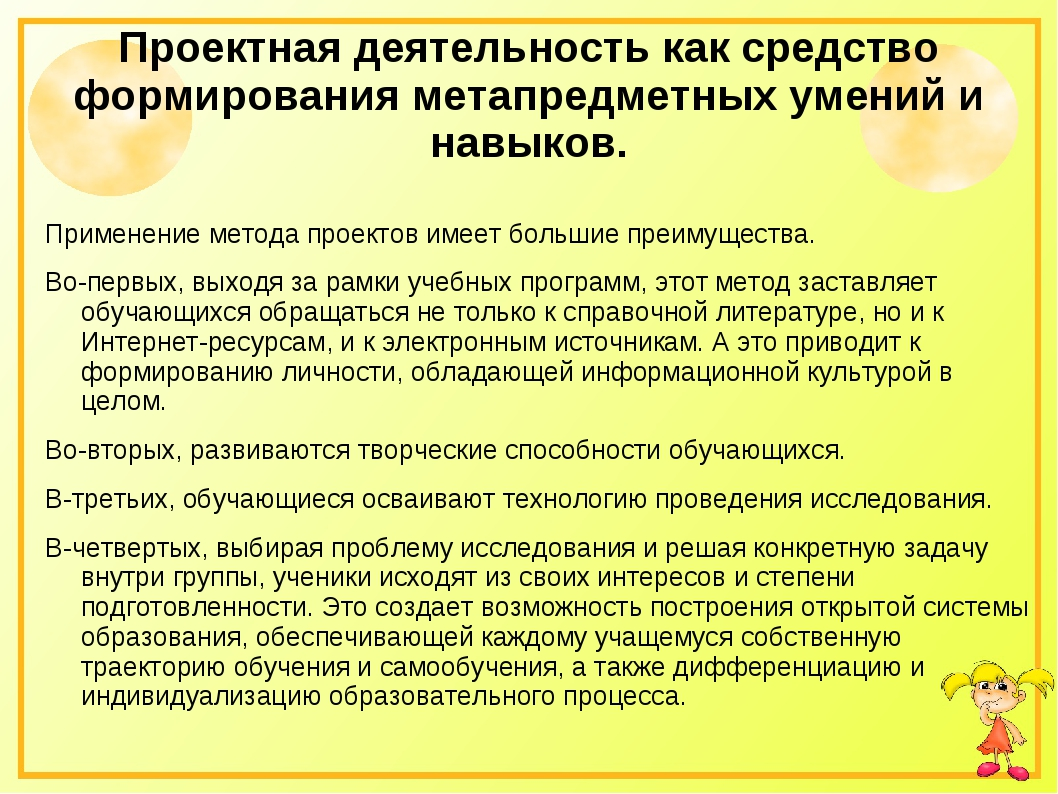 Проектная деятельность как средство
формирования метапредметных умений и
навыков.
Применение метода проектов имеет большие преимущества.
Во-первых, выходя за рамки учебных программ, этот метод заставляет
обучающихся обращаться не только к справочной литературе, но и к
Интернет-ресурсам, и к электронным источникам. А это приводит к
формированию личности, обладающей информационной культурой в
целом.
Во-вторых, развиваются творческие способности обучающихся.
В-третьих, обучающиеся осваивают технологию проведения исследования.
В-четвертых, выбирая проблему исследования и решая конкретную задачу
внутри группы, ученики исходят из своих интересов и степени
подготовленности. Это создает возможность построения открытой системы
образования, обеспечивающей каждому учащемуся собственную
траекторию обучения и самообучения, а также дифференциацию и
индивидуализацию образовательного процесса.